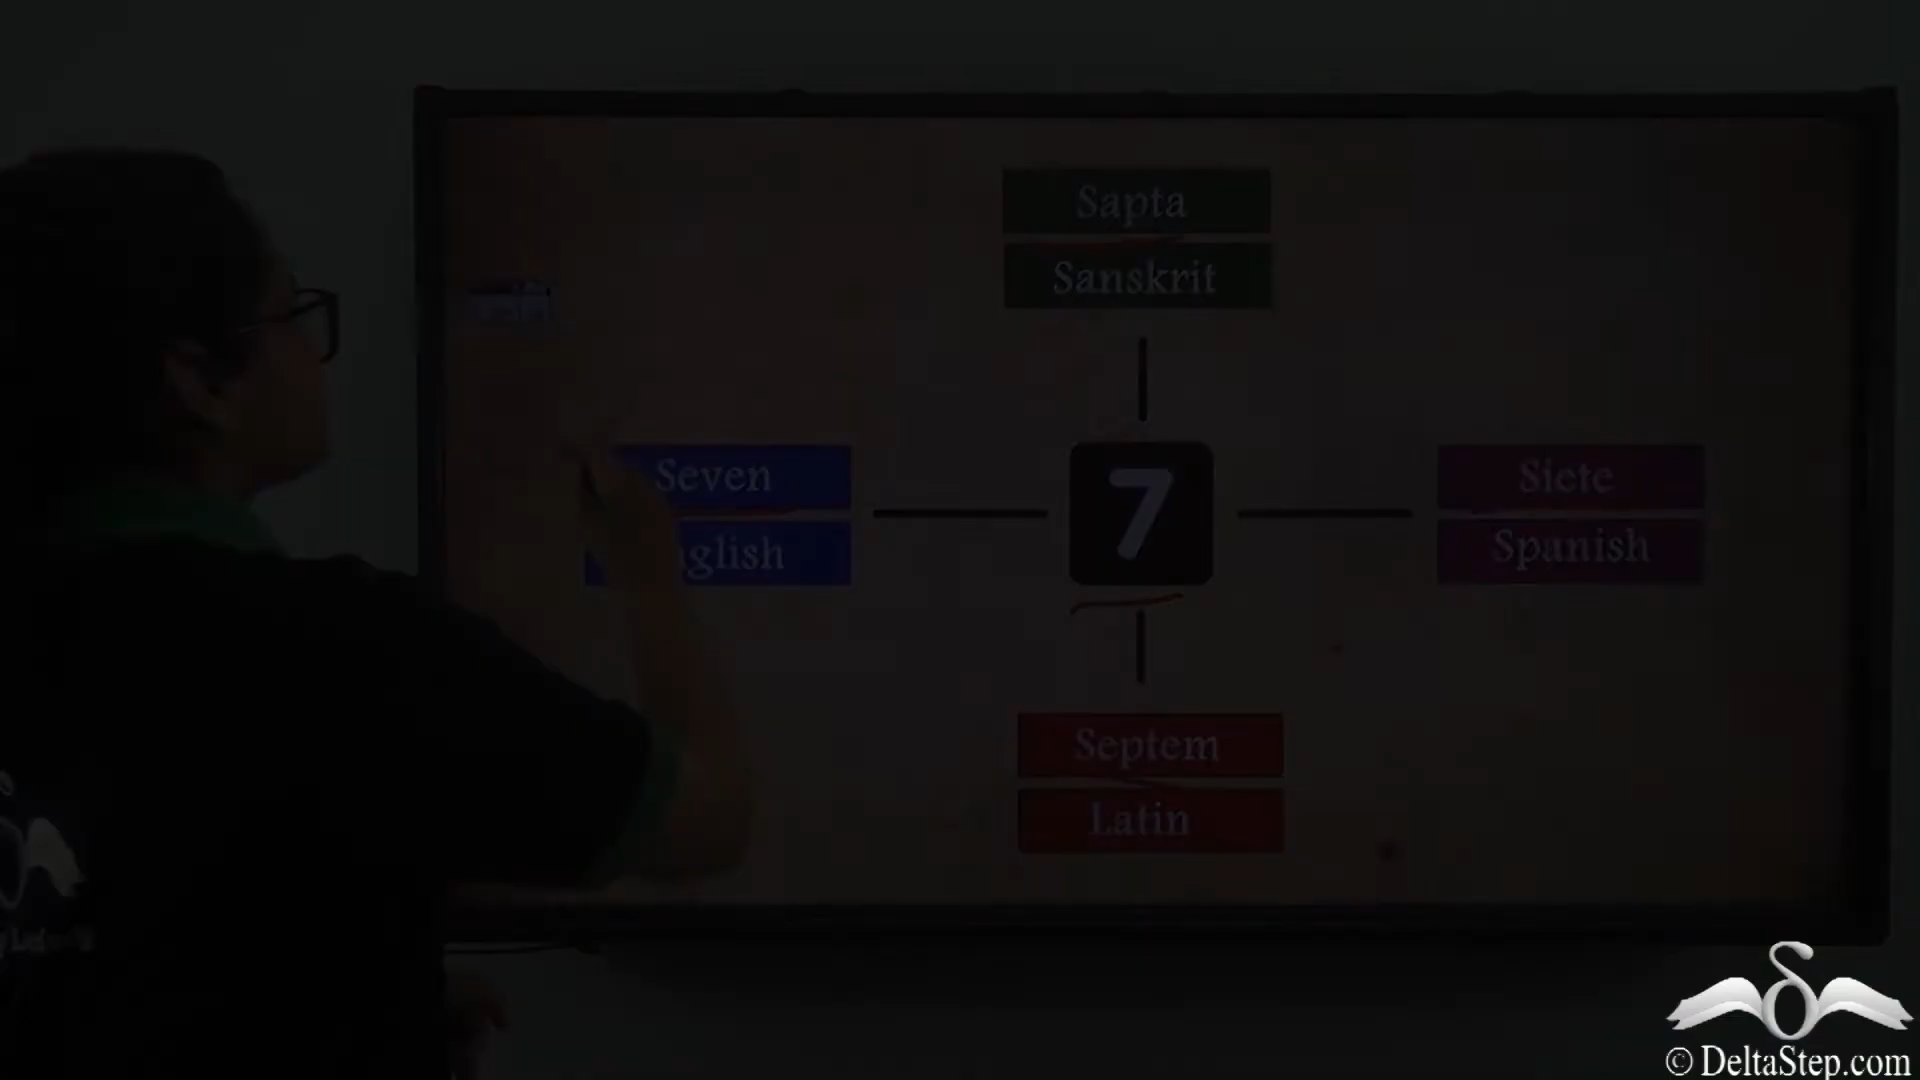 Sapta
Sanskrit
Seven
glish
7
Siete
Spanish
Septem
Latin
© DeltaStep.com